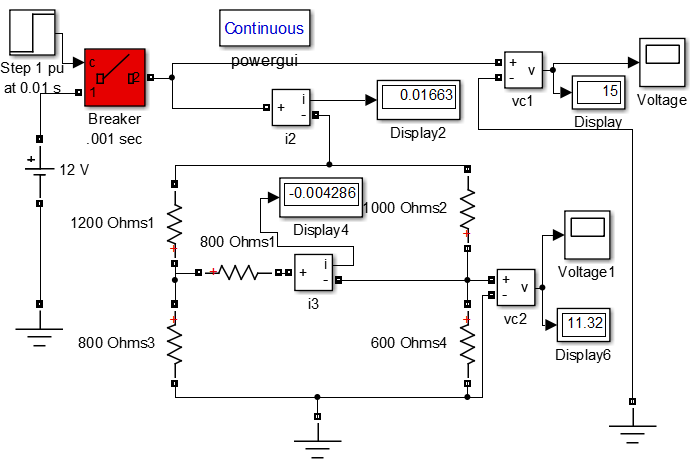 Continuous
powergui
Step 1 pu
at 0.01 s
c
1
2
Breaker
.001 sec
12 V
+
+
-
i
i2
0.01663
Display2
+
-
v
vc1
15
Display
Voltage
1200 Ohms1
-0.004286
Display4
1000 Ohms2
800 Ohms1
+
-
i
i3
+
-
v
vc2
Voltage1
11.32
Display6
800 Ohms3
600 Ohms4